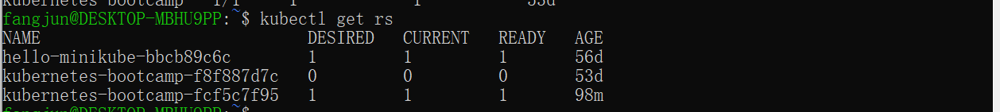 kubernetes-bootcamp   1/1     1            1           53d
fangjun@DESKTOP-MBHU9PP:~$ kubectl get rs
NAME                             DESIRED   CURRENT   READY   AGE
hello-minikube-bbcb89c6c         1         1         1       56d
kubernetes-bootcamp-f8f887d7c    0         0         0       53d
kubernetes-bootcamp-fcf5c7f95    1         1         1       98m
fangjun@DESKTOP-MBHU9PP:~$